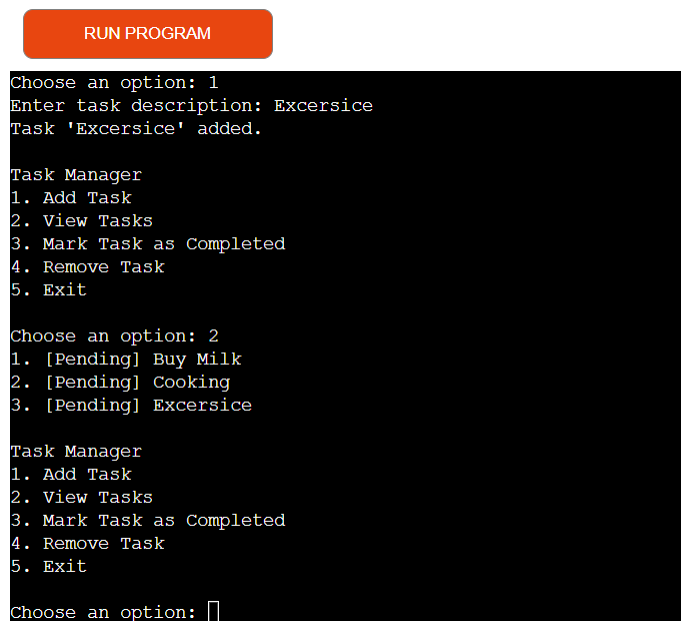 RUN PROGRAM
Choose an option: 1
Enter task description: Excersice
Task 'Excersice' added.
Task Manager
1. Add Task
2. View Tasks
3. Mark Task as Completed
4. Remove Task
5. Exit
Choose an option: 2
1. [Pending] Buy Milk
2. [Pending] Cooking
3. [Pending] Excersice
Task Manager
1. Add Task
2. View Tasks
3. Mark Task as Completed
4. Remove Task
5. Exit
Choose an option: